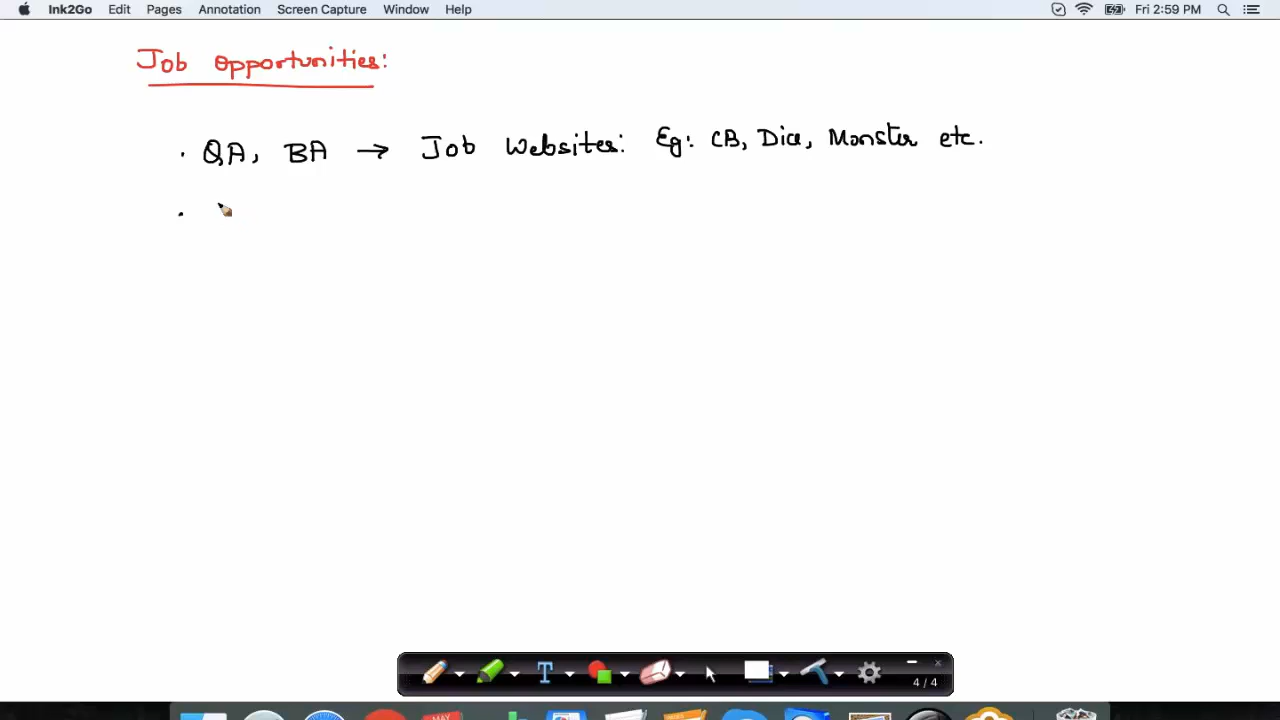 Ink2Go Edit Pages Annotation Screen Capture Window Help Fri 2:59 PM
Job Opportunities:
· QA, BA → Job Websites: Eg: CB, Dice, Monster etc.
·
T 4 / 4
MAY